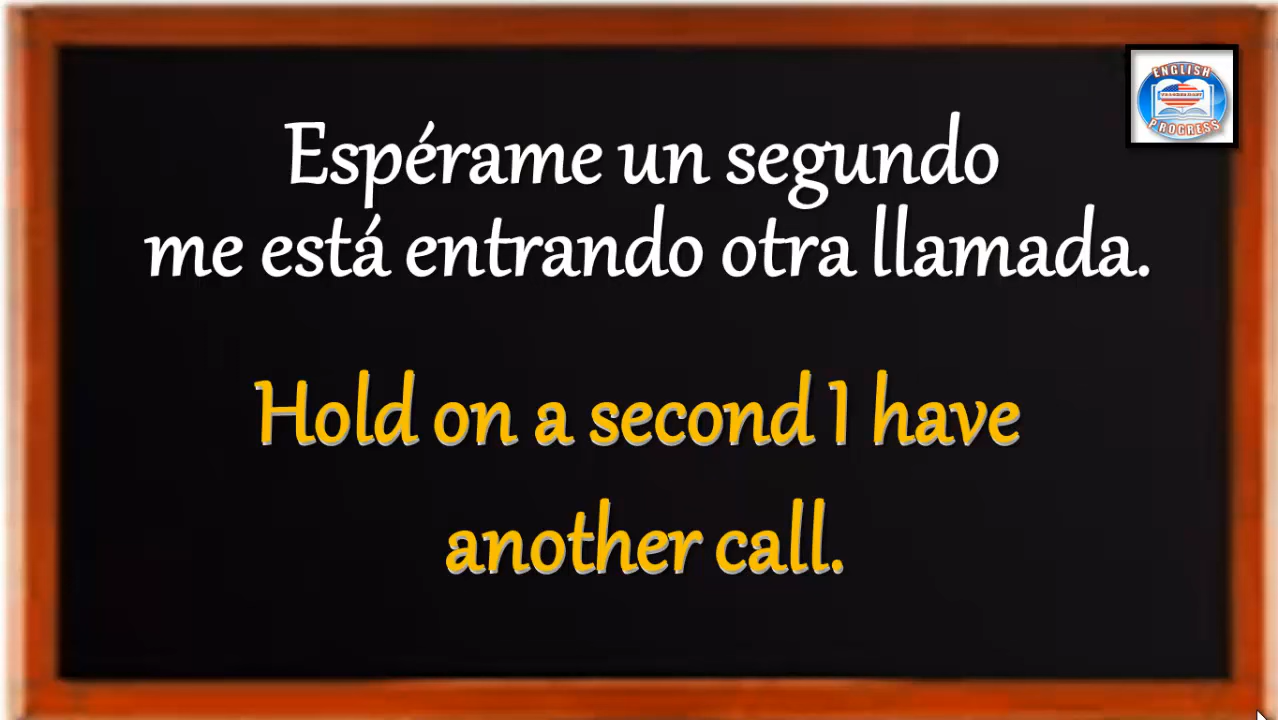 ENGLISH
PROGRESS
Espérame un segundo
me está entrando otra llamada.
Hold on a second I have
another call.